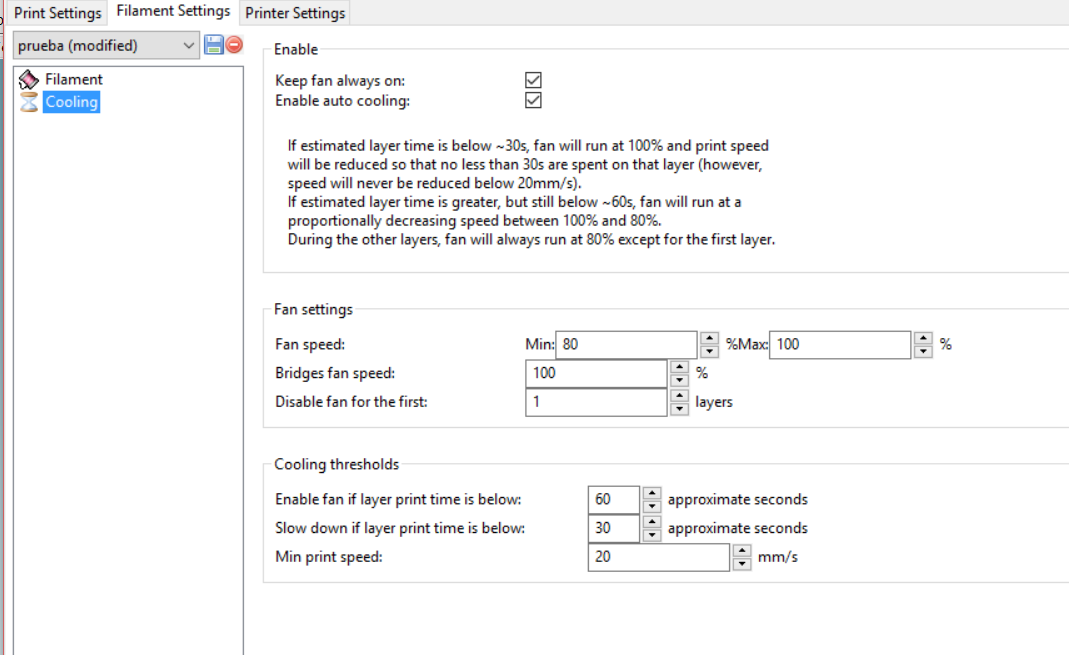 Print Settings Filament Settings Printer Settings
prueba (modified)
Filament
Cooling
Enable
Keep fan always on:
Enable auto cooling:
If estimated layer time is below ~30s, fan will run at 100% and print speed
will be reduced so that no less than 30s are spent on that layer (however,
speed will never be reduced below 20mm/s).
If estimated layer time is greater, but still below ~60s, fan will run at a
proportionally decreasing speed between 100% and 80%.
During the other layers, fan will always run at 80% except for the first layer.
Fan settings
Fan speed: Min: 80 %Max: 100 %
Bridges fan speed: 100 %
Disable fan for the first: 1 layers
Cooling thresholds
Enable fan if layer print time is below: 60 approximate seconds
Slow down if layer print time is below: 30 approximate seconds
Min print speed: 20 mm/s